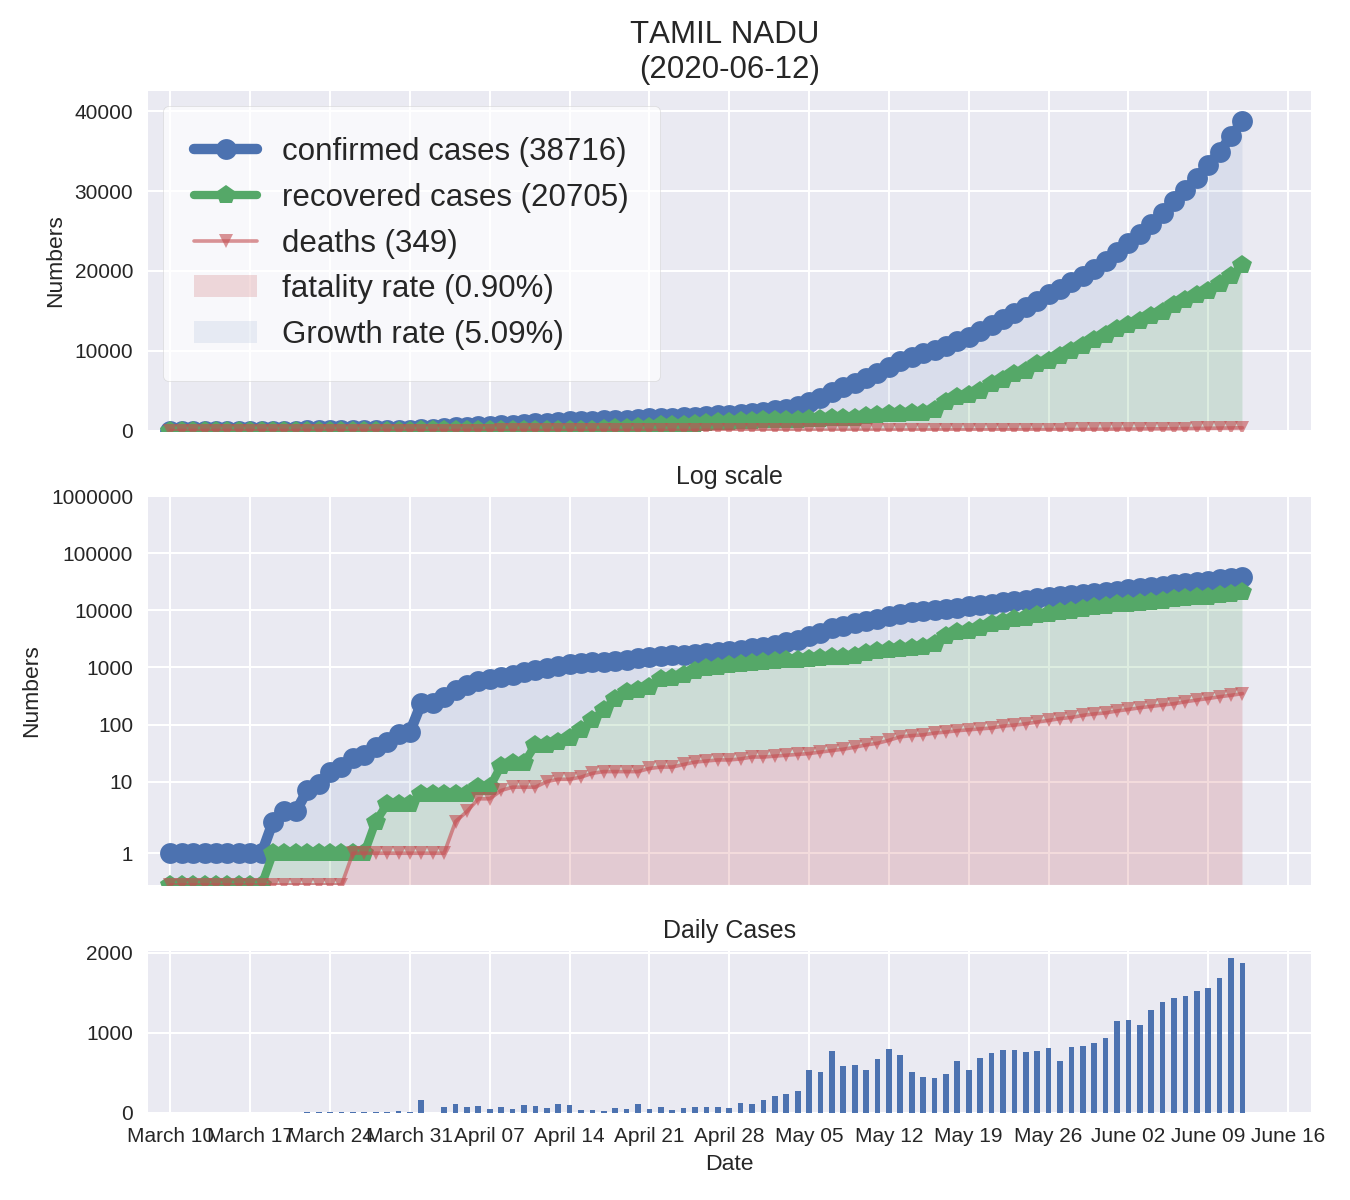 TAMIL NADU
(2020-06-12)
40000
30000
20000
10000
0
Numbers
confirmed cases (38716)
recovered cases (20705)
deaths (349)
fatality rate (0.90%)
Growth rate (5.09%)
Log scale
1000000
100000
10000
1000
100
10
1
Numbers
Daily Cases
2000
1000
0
March 10 March 17 March 24 March 31 April 07 April 14 April 21 April 28 May 05 May 12 May 19 May 26 June 02 June 09 June 16
Date